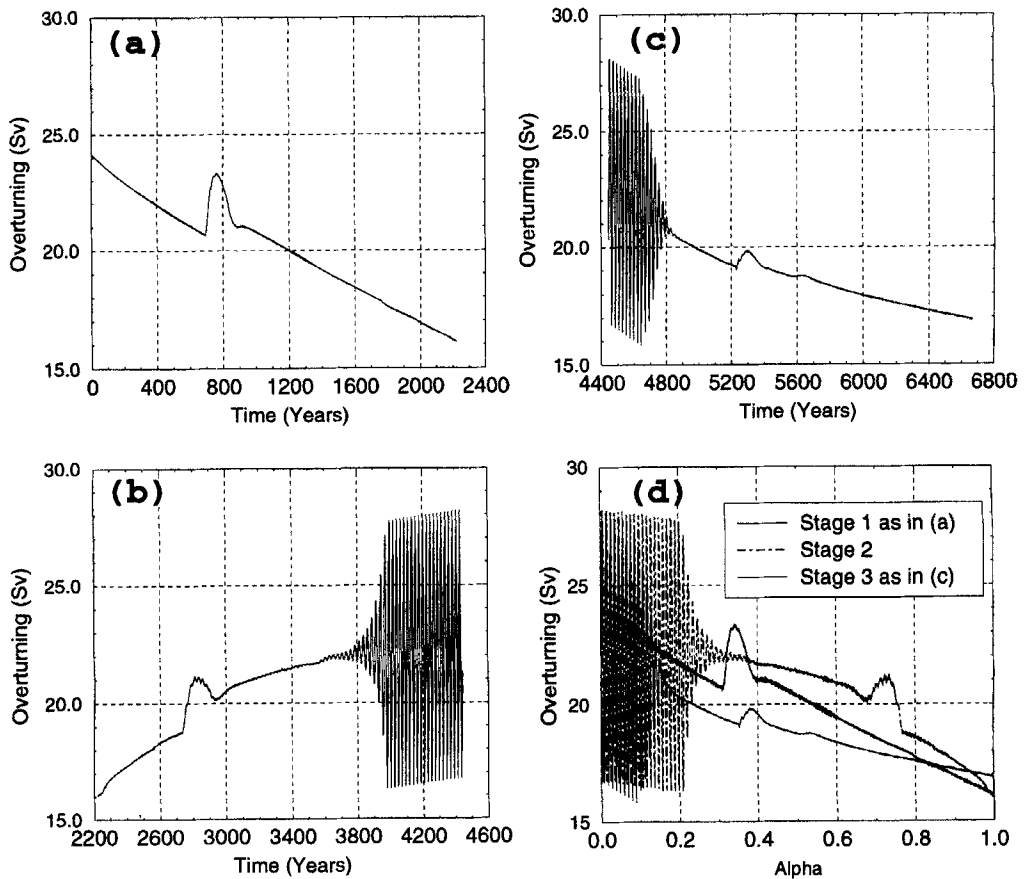 (a)
30.0
25.0
20.0
15.0
Overturning (Sv)
0 400 800 1200 1600 2000 2400
Time (Years)
(c)
30.0
25.0
20.0
15.0
Overturning (Sv)
4400 4800 5200 5600 6000 6400 6800
Time (Years)
(b)
30.0
25.0
20.0
15.0
Overturning (Sv)
2200 2600 3000 3400 3800 4200 4600
Time (Years)
(d)
Stage 1 as in (a)
Stage 2
Stage 3 as in (c)
30
25
20
15
Overturning (Sv)
0.0 0.2 0.4 0.6 0.8 1.0
Alpha